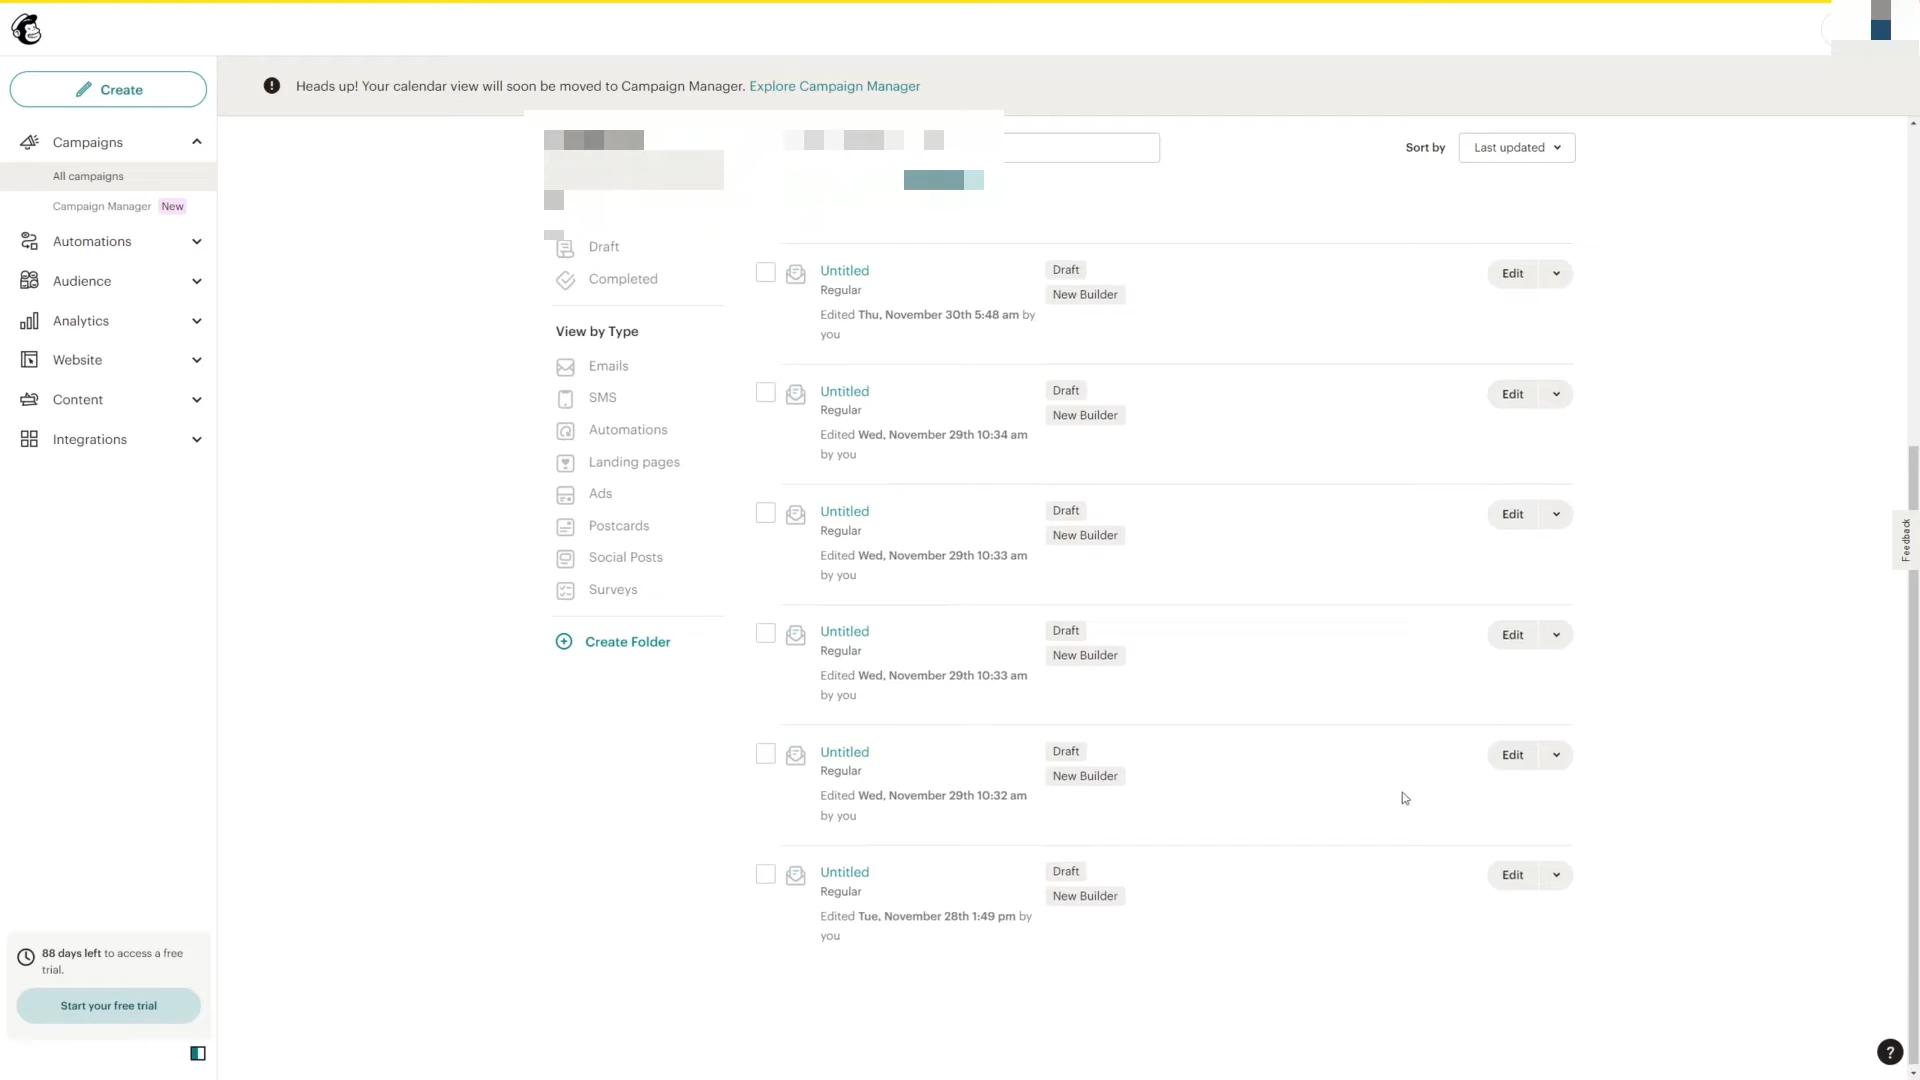 Heads up! Your calendar view will soon be moved to Campaign Manager. Explore Campaign Manager
Create
Campaigns
All campaigns
Campaign Manager New
Automations
Audience
Analytics
Website
Content
Integrations
88 days left to access a free
trial.
Start your free trial
Sort by Last updated
Draft
Completed
View by Type
Emails
SMS
Automations
Landing pages
Ads
Postcards
Social Posts
Surveys
Create Folder
Untitled Draft Edit
Regular New Builder
Edited Thu, November 30th 5:48 am by
you
Untitled Draft Edit
Regular New Builder
Edited Wed, November 29th 10:34 am
by you
Untitled Draft Edit
Regular New Builder
Edited Wed, November 29th 10:33 am
by you
Untitled Draft Edit
Regular New Builder
Edited Wed, November 29th 10:33 am
by you
Untitled Draft Edit
Regular New Builder
Edited Wed, November 29th 10:32 am
by you
Untitled Draft Edit
Regular New Builder
Edited Tue, November 28th 1:49 pm by
you
Feedback
?